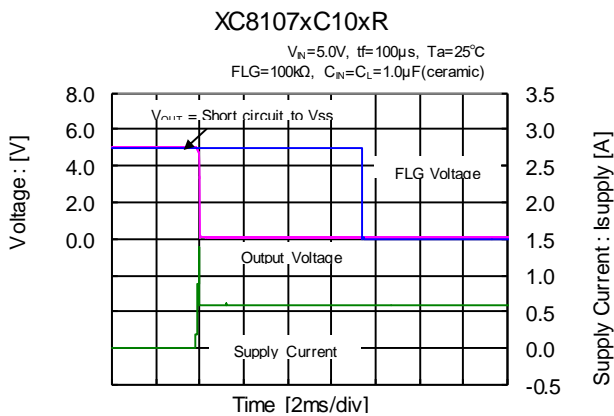 XC8107xC10xR
VIN=5.0V, tf=100μs, Ta=25℃
FLG=100kΩ, CIN=CL=1.0μF(ceramic)
8.0
6.0
4.0
2.0
0.0
Voltage: [V]
VOUT = Short circuit to Vss
FLG Voltage
Output Voltage
Supply Current
3.5
3.0
2.5
2.0
1.5
1.0
0.5
0.0
-0.5
Supply Current: Isupply [A]
Time [2ms/div]